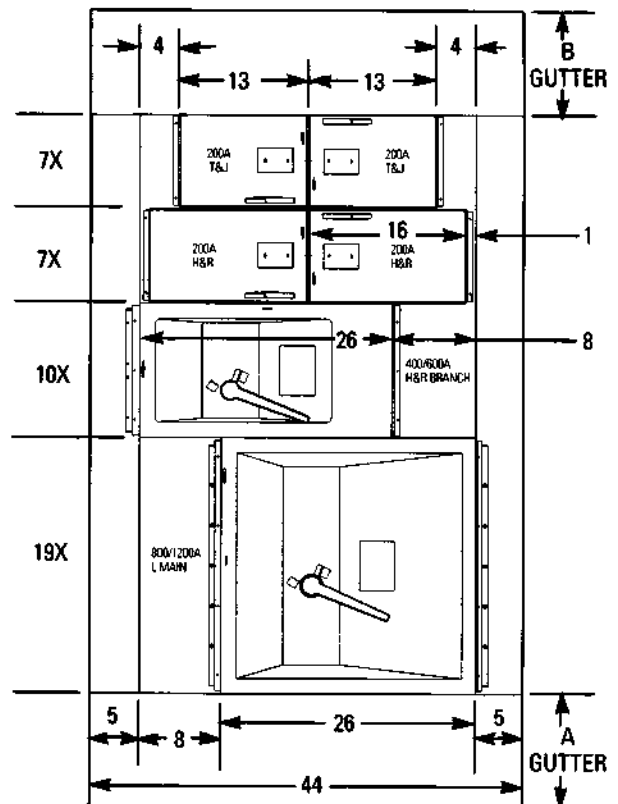 4
4
B
GUTTER
13
13
7X
200A
T&J
200A
T&J
7X
200A
H&R
16
200A
H&R
1
10X
26
8
400/600A
H&R BRANCH
19X
800/1200A
L MAIN
5
8
26
5
A
GUTTER
44